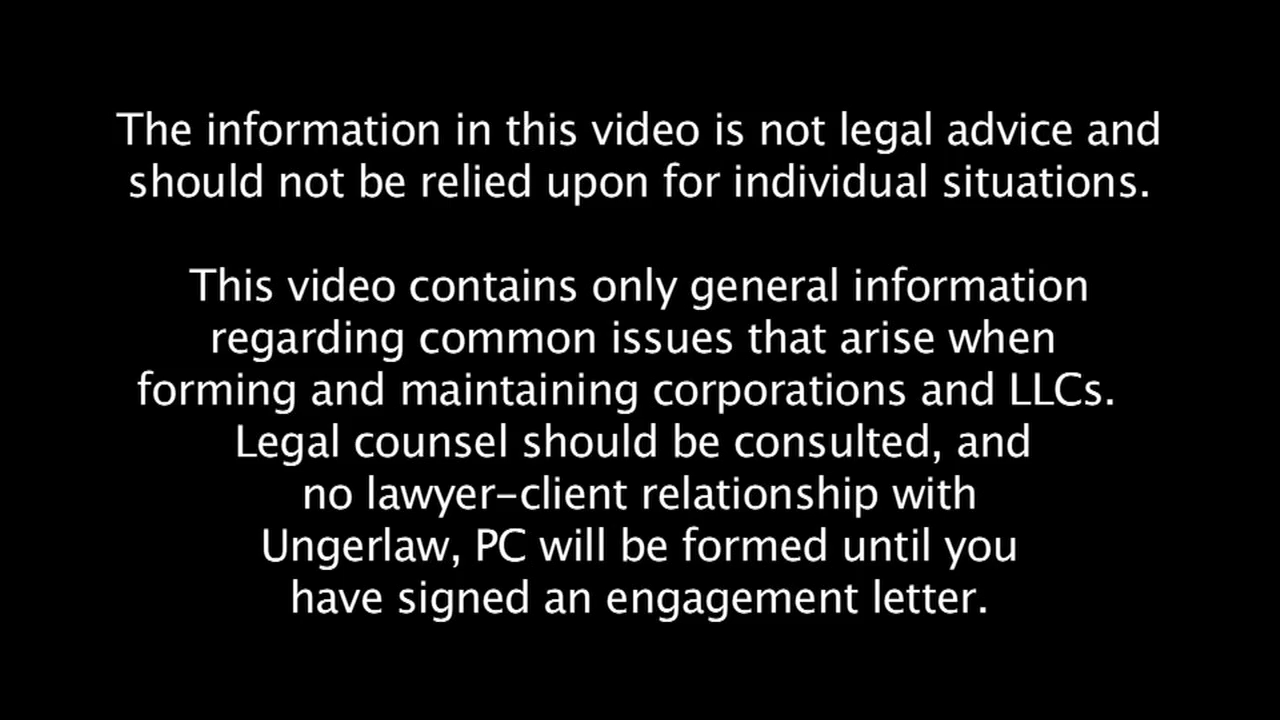 The information in this video is not legal advice and
should not be relied upon for individual situations.
This video contains only general information
regarding common issues that arise when
forming and maintaining corporations and LLCs.
Legal counsel should be consulted, and
no lawyer–client relationship with
Ungerlaw, PC will be formed until you
have signed an engagement letter.